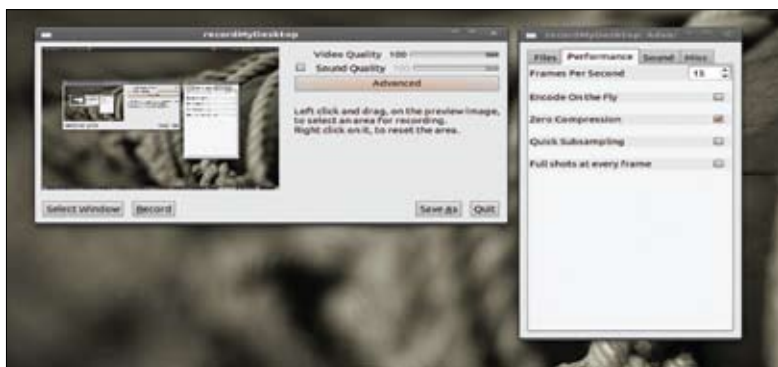 recordMyDesktop
Video Quality 100
Sound Quality
Advanced
Left click and drag, on the preview image,
to select an area for recording.
Right click on it, to reset the area.
Select Window Record Save As Quit
recordMyDesktop:
Files Performance Sound Misc
Frames Per Second 15
Encode On the Fly
Zero Compression
Quick Subsampling
Full shots at every frame